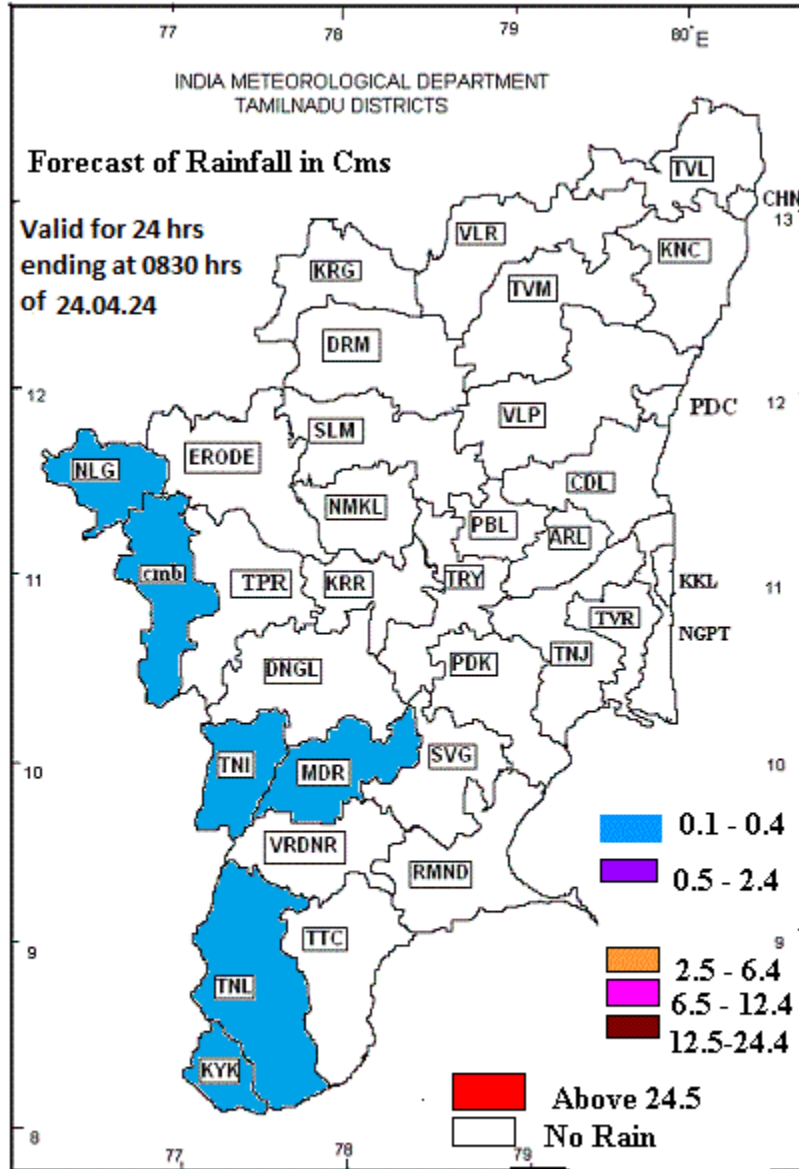 77 78 79 80°E
INDIA METEOROLOGICAL DEPARTMENT
TAMILNADU DISTRICTS
Forecast of Rainfall in Cms
TVL
CHN
13
Valid for 24 hrs
ending at 0830 hrs
of 24.04.24
VLR
KNC
KRG
TVM
DRM
12
12
PDC
VLP
SLM
ERODE
NLG
CDL
NMKL
PBL
ARL
11
cmb
TPR
KRR
TRY
KKL
11
TVR
NGPT
TNJ
PDK
DNGL
10
TNI
MDR
SVG
10
0.1 - 0.4
VRDNR
RMND
0.5 - 2.4
9
TTC
9
2.5 - 6.4
TNL
6.5 - 12.4
12.5-24.4
KYK
Above 24.5
8
No Rain
77 78 79